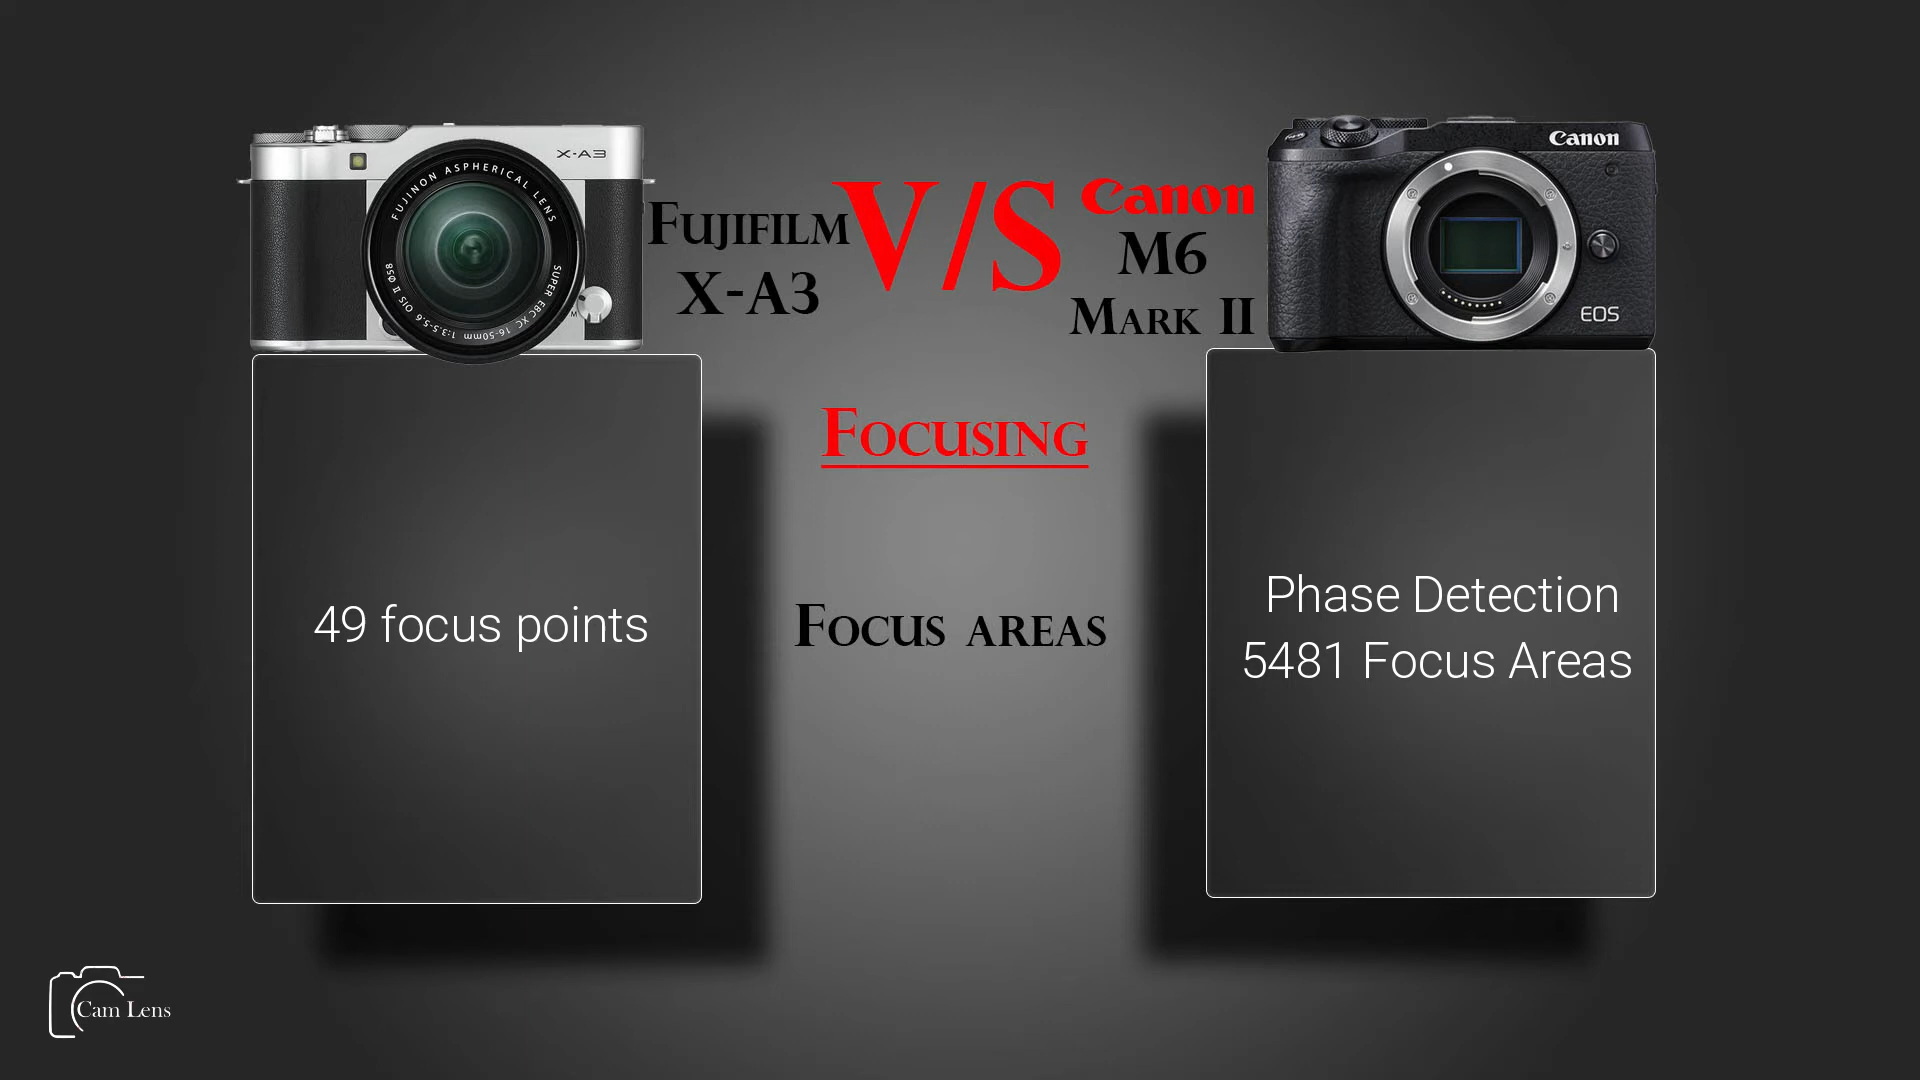 X-A3
FUJINON ASPHERICAL LENS
SUPER EBC XC 16-50mm 1:3.5-5.6 OIS II Ø58
Fujifilm
X-A3
V/S
Canon
M6
Mark II
Canon
EOS
Focusing
49 focus points
Focus areas
Phase Detection
5481 Focus Areas
Cam Lens